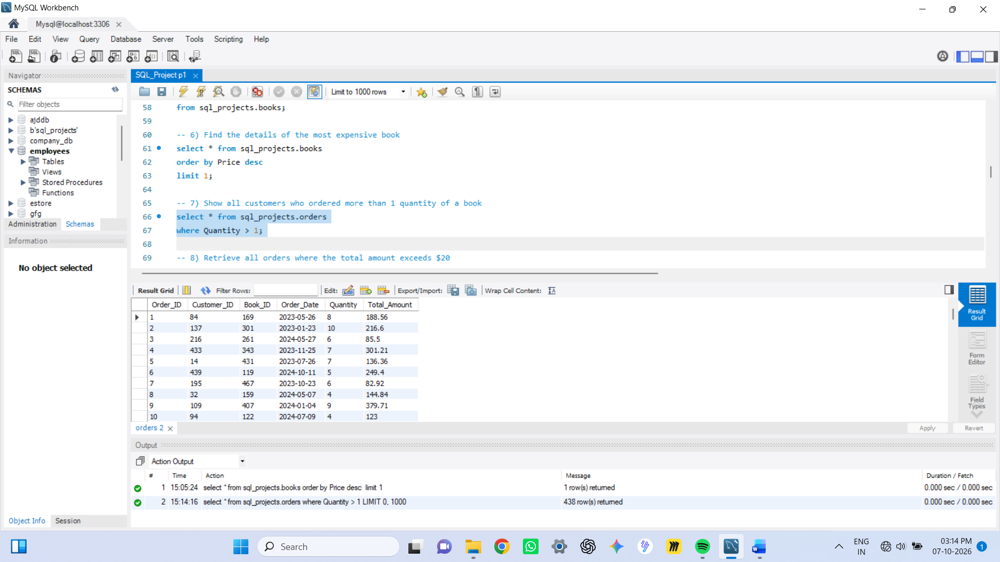 MySQL Workbench
Mysql@localhost:3306
File Edit View Query Database Server Tools Scripting Help
Navigator
SCHEMAS
Filter objects
ajddb
b'sql_projects'
company_db
employees
Tables
Views
Stored Procedures
Functions
estore
gfg
Administration Schemas
Information
No object selected
Object Info Session
SQL_Project p1
Limit to 1000 rows
58 from sql_projects.books;
59
60 -- 6) Find the details of the most expensive book
61 select * from sql_projects.books
62 order by Price desc
63 limit 1;
64
65 -- 7) Show all customers who ordered more than 1 quantity of a book
66 select * from sql_projects.orders
67 where Quantity > 1;
68
69 -- 8) Retrieve all orders where the total amount exceeds $20
Result Grid Filter Rows: Edit: Export/Import: Wrap Cell Content:
Order_ID Customer_ID Book_ID Order_Date Quantity Total_Amount
1 84 169 2023-05-26 8 188.56
2 137 301 2023-01-23 10 216.6
3 216 261 2024-05-27 6 85.5
4 433 343 2023-11-25 7 301.21
5 14 431 2023-07-26 7 136.36
6 439 119 2024-10-11 5 249.4
7 195 467 2023-10-23 6 82.92
8 32 159 2024-05-07 4 144.84
9 109 407 2024-01-04 9 379.71
10 94 122 2024-07-09 4 123
Result
Grid
Form
Editor
Field
Types
orders 2
Apply Revert
Output
Action Output
# Time Action Message Duration / Fetch
1 15:05:24 select * from sql_projects.books order by Price desc limit 1 1 row(s) returned 0.000 sec / 0.000 sec
2 15:14:16 select * from sql_projects.orders where Quantity > 1 LIMIT 0, 1000 438 row(s) returned 0.000 sec / 0.000 sec
Search
ENG
IN
03:14 PM
07-10-2026
1